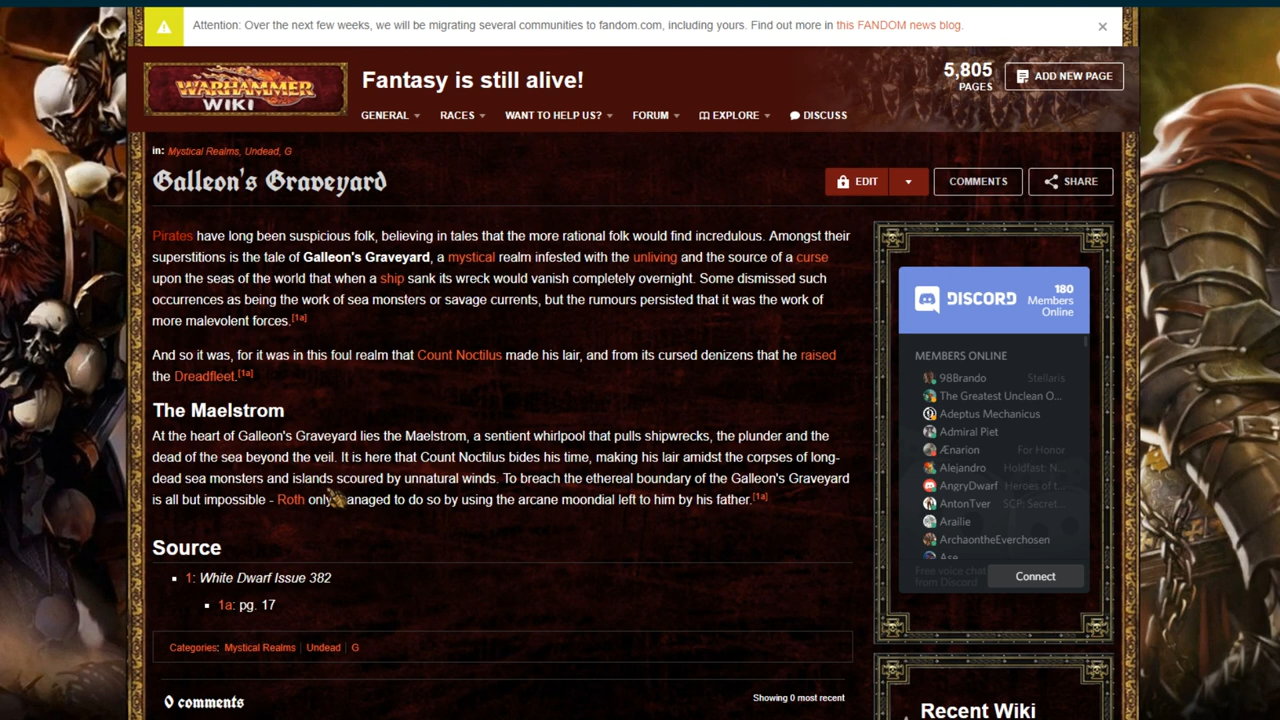 Attention: Over the next few weeks, we will be migrating several communities to fandom.com, including yours. Find out more in this FANDOM news blog.
WARHAMMER
WIKI
Fantasy is still alive!
5,805
PAGES
ADD NEW PAGE
GENERAL RACES WANT TO HELP US? FORUM EXPLORE DISCUSS
in: Mystical Realms, Undead, G
Galleon's Graveyard
EDIT
COMMENTS
SHARE
Pirates have long been suspicious folk, believing in tales that the more rational folk would find incredulous. Amongst their
superstitions is the tale of Galleon's Graveyard, a mystical realm infested with the unliving and the source of a curse
upon the seas of the world that when a ship sank its wreck would vanish completely overnight. Some dismissed such
occurrences as being the work of sea monsters or savage currents, but the rumours persisted that it was the work of
more malevolent forces.[1a]
And so it was, for it was in this foul realm that Count Noctilus made his lair, and from its cursed denizens that he raised
the Dreadfleet.[1a]
The Maelstrom
At the heart of Galleon's Graveyard lies the Maelstrom, a sentient whirlpool that pulls shipwrecks, the plunder and the
dead of the sea beyond the veil. It is here that Count Noctilus bides his time, making his lair amidst the corpses of long-
dead sea monsters and islands scoured by unnatural winds. To breach the ethereal boundary of the Galleon's Graveyard
is all but impossible - Roth only anaged to do so by using the arcane moondial left to him by his father.[1a]
Source
1: White Dwarf Issue 382
1a: pg. 17
Categories: Mystical Realms Undead G
0 comments
Showing 0 most recent
DISCORD
180
Members
Online
MEMBERS ONLINE
98Brando Stellaris
The Greatest Unclean O...
Adeptus Mechanicus
Admiral Piet
Ænarion For Honor
Alejandro Holdfast: N...
AngryDwarf Heroes of t...
AntonTver SCP: Secret...
Arailie
ArchaontheEverchosen
Ase
Free voice chat
from Discord
Connect
Recent Wiki